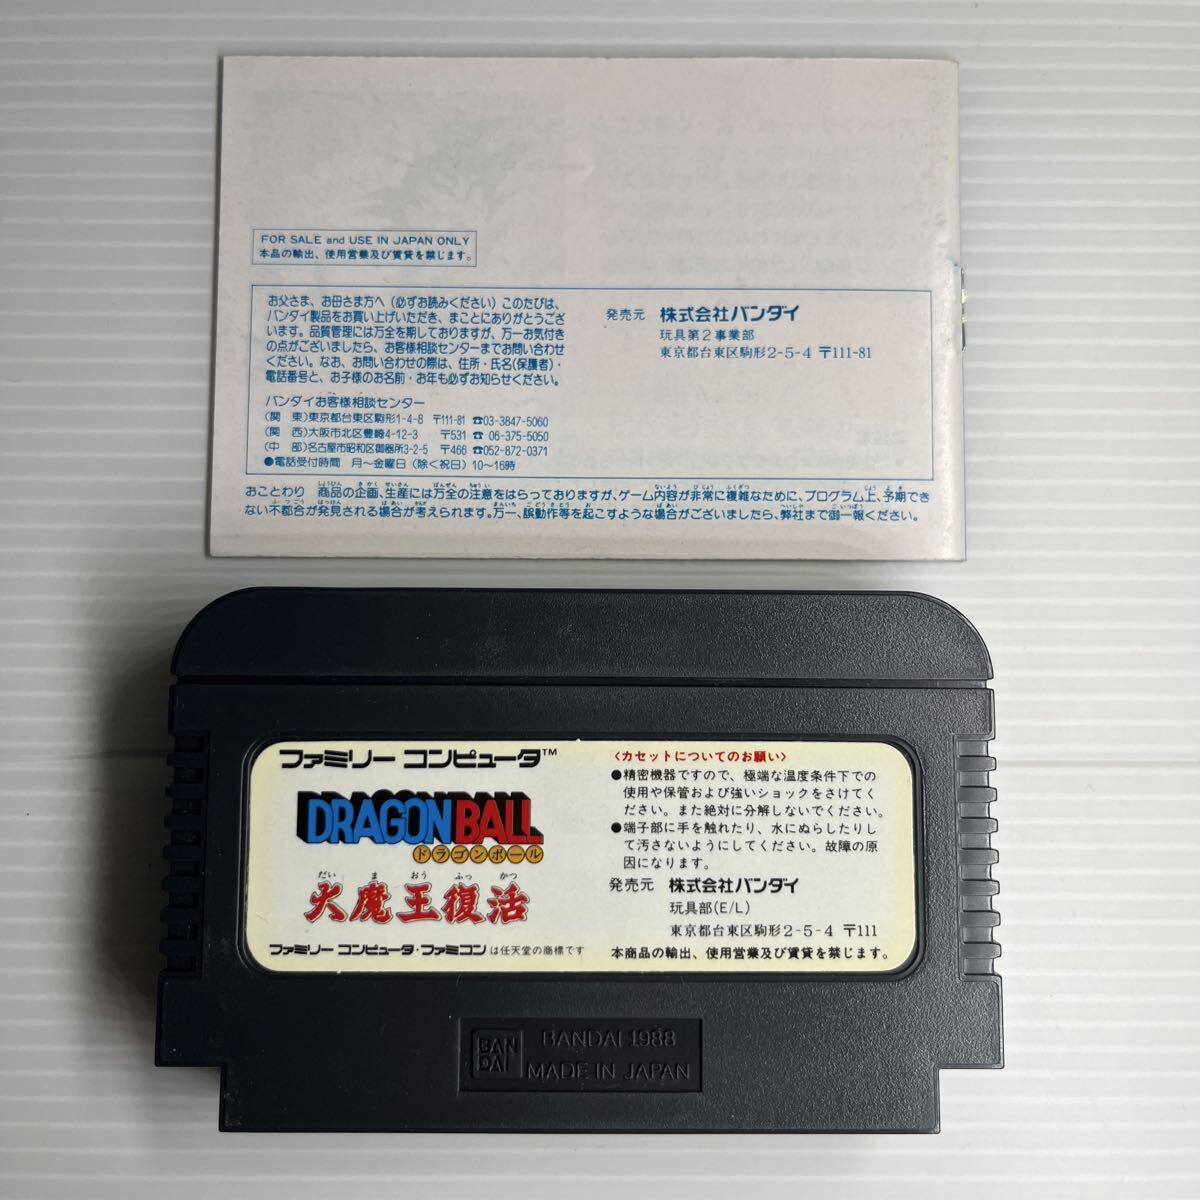 FOR SALE and USE IN JAPAN ONLY
本品の輸出、使用営業及び賃貸を禁じます。
お父さま、お母さま方へ(必ずお読みください)このたびは、
バンダイ製品をお買い上げいただき、まことにありがとうござ
います。品質管理には万全を期しておりますが、万一お気付き
の点がございましたら、お客様相談センターまでお問い合わせ
ください。なお、お問い合わせの際は、住所・氏名(保護者)・
電話番号と、お子様のお名前・お年も必ずお知らせください。
バンダイお客様相談センター
(関 東)東京都台東区駒形1-4-8 〒111-81 ☎03-3847-5060
(関 西)大阪市北区豊崎4-12-3 〒531 ☎ 06-375-5050
(中 部)名古屋市昭和区御器所3-2-5 〒466 ☎052-872-0371
●電話受付時間 月〜金曜日(除く祝日)10〜16時
発売元 株式会社バンダイ
玩具第2事業部
東京都台東区駒形2-5-4 〒111-81
おことわり 商品の企画、生産には万全の注意をはらっておりますが、ゲーム内容が非常に複雑なために、プログラム上、予期でき
ない不都合が発見される場合が考えられます。万一、誤動作等を起こすような場合がございましたら、弊社まで御一報ください。
ファミリー コンピュータ™
DRAGON BALL
ドラゴンボール
だい ま おう ふっ かつ
大魔王復活
ファミリー コンピュータ・ファミコン は任天堂の商標です
〈カセットについてのお願い〉
●精密機器ですので、極端な温度条件下での
使用や保管および強いショックをさけてく
ださい。また絶対に分解しないでください。
●端子部に手を触れたり、水にぬらしたりし
て汚さないようにしてください。故障の原
因になります。
発売元 株式会社バンダイ
玩具部(E/L)
東京都台東区駒形2-5-4 〒111
本商品の輸出、使用営業及び賃貸を禁じます。
BAN
DAI
BANDAI 1988
MADE IN JAPAN